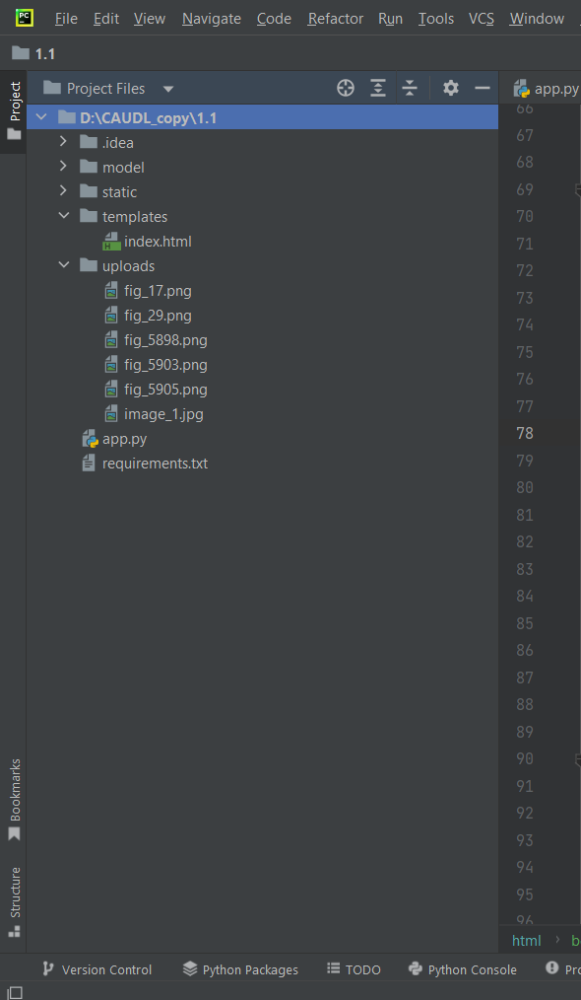 PC
File Edit View Navigate Code Refactor Run Tools VCS Window
1.1
Project
Project Files
app.py
D:\CAUDL_copy\1.1
.idea
model
static
templates
index.html
uploads
fig_17.png
fig_29.png
fig_5898.png
fig_5903.png
fig_5905.png
image_1.jpg
app.py
requirements.txt
66
67
68
69
70
71
72
73
74
75
76
77
78
79
80
81
82
83
84
85
86
87
88
89
90
91
92
93
94
95
96
Bookmarks
Structure
html
Version Control Python Packages TODO Python Console